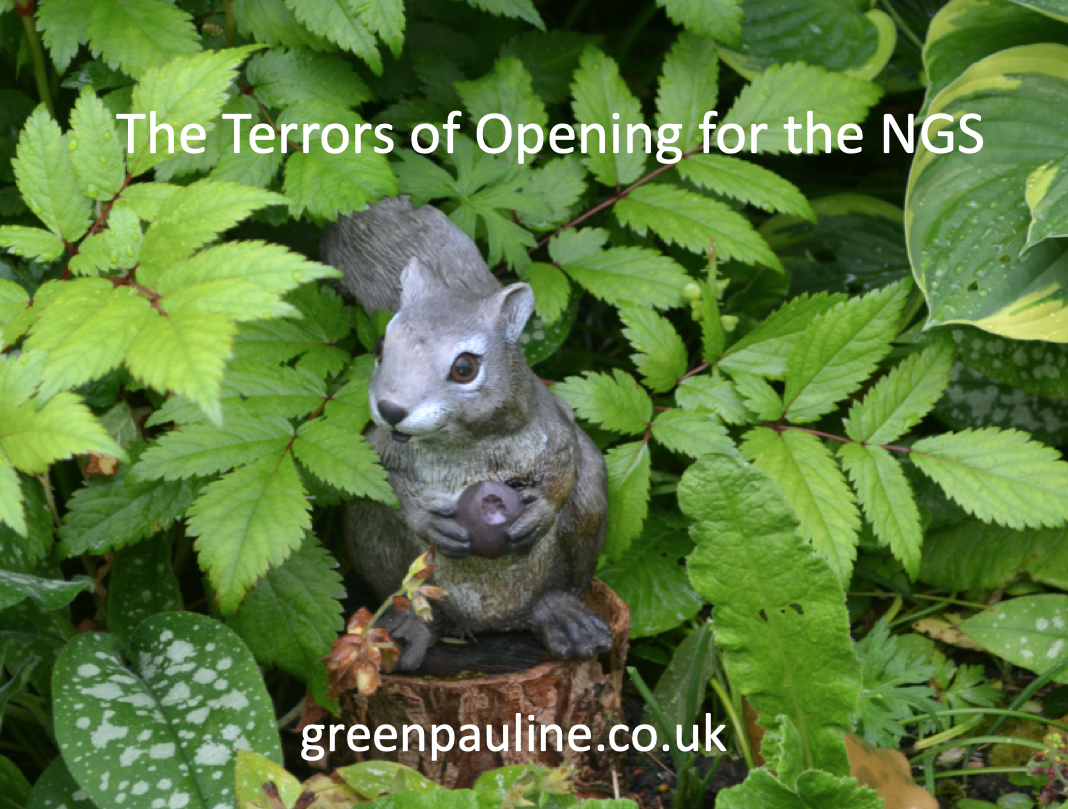 The Terrors of Opening for the NGS
greenpauline.co.uk